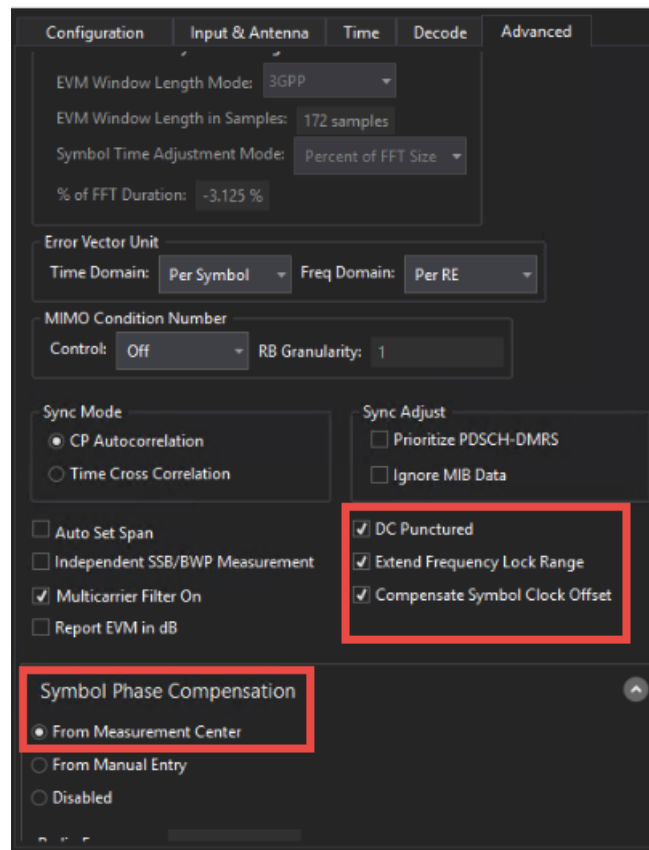 Configuration Input & Antenna Time Decode Advanced
EVM Window Length Mode: 3GPP
EVM Window Length in Samples: 172 samples
Symbol Time Adjustment Mode: Percent of FFT Size
% of FFT Duration: -3.125 %
Error Vector Unit
Time Domain: Per Symbol Freq Domain: Per RE
MIMO Condition Number
Control: Off RB Granularity: 1
Sync Mode
CP Autocorrelation
Time Cross Correlation
Sync Adjust
Prioritize PDSCH-DMRS
Ignore MIB Data
Auto Set Span
Independent SSB/BWP Measurement
Multicarrier Filter On
Report EVM in dB
DC Punctured
Extend Frequency Lock Range
Compensate Symbol Clock Offset
Symbol Phase Compensation
From Measurement Center
From Manual Entry
Disabled